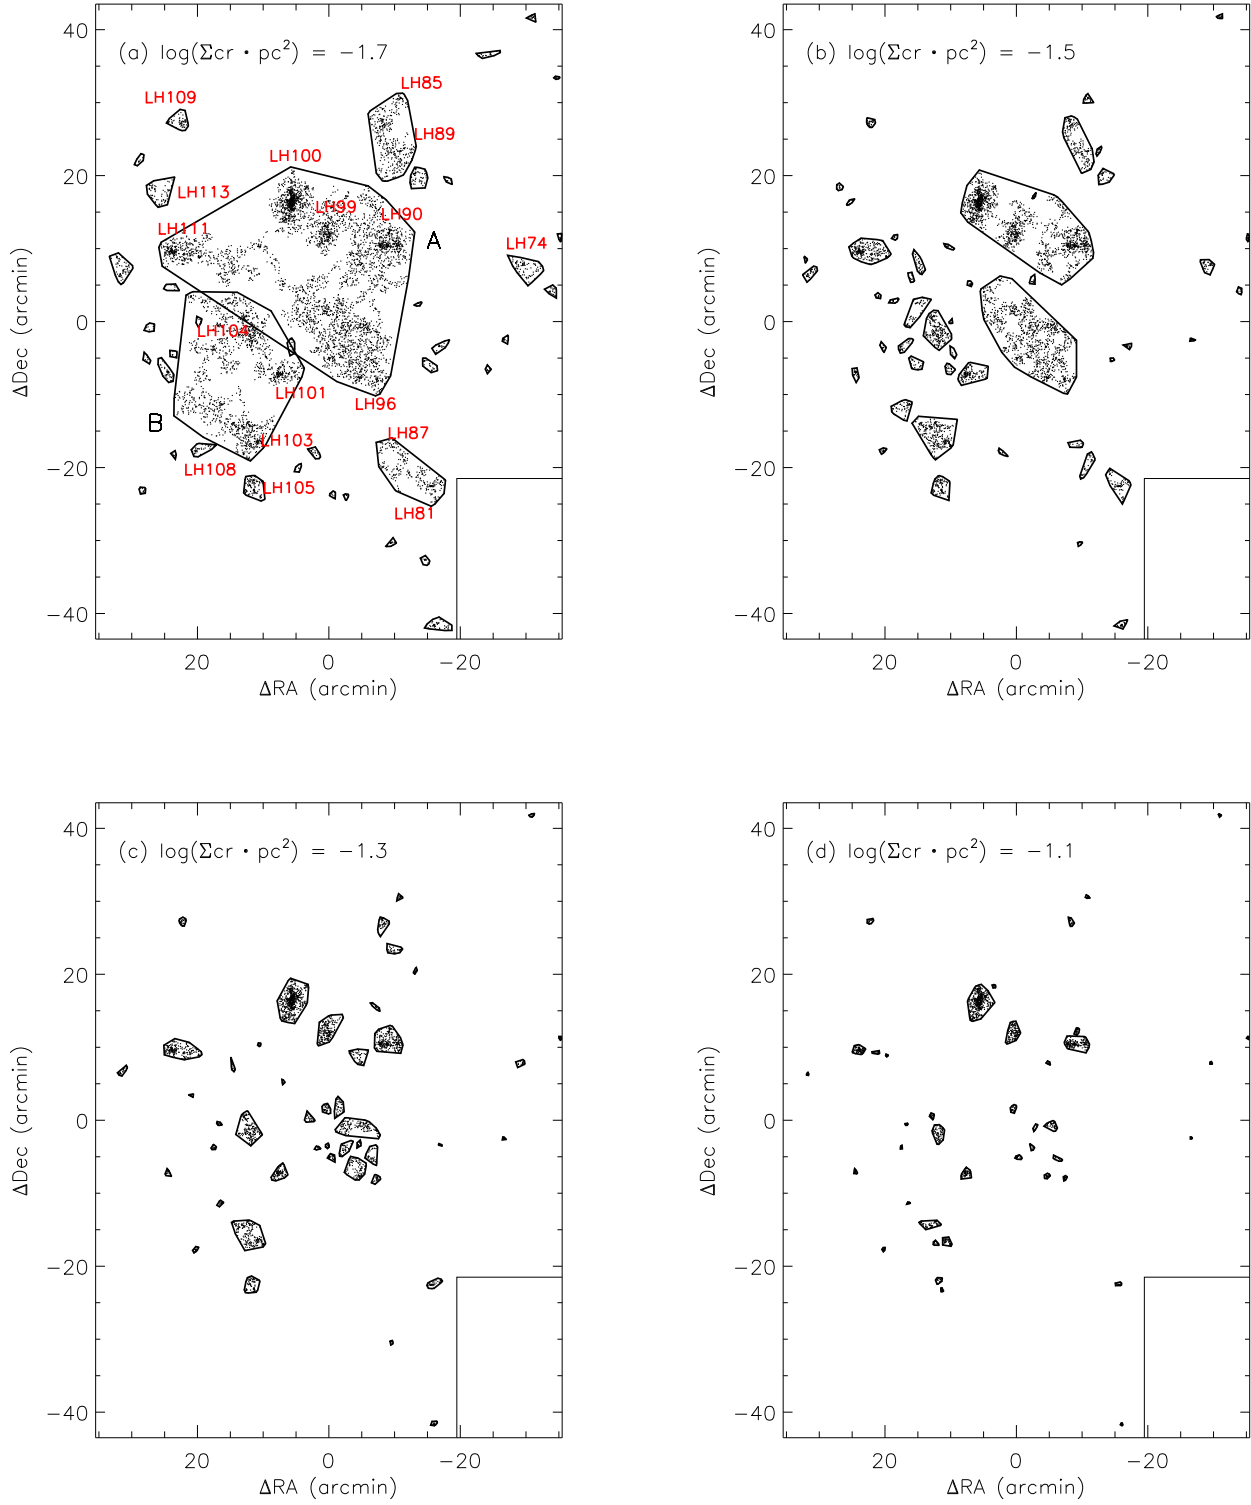 (a) log(Σcr • pc²) = −1.7
LH85
LH109
LH89
LH100
LH113
LH99
LH90
LH111
A
LH74
LH104
LH101
LH96
B
LH87
LH103
LH108
LH105
LH81
40
20
0
−20
−40
20 0 −20
ΔRA (arcmin)
ΔDec (arcmin)
(b) log(Σcr • pc²) = −1.5
40
20
0
−20
−40
20 0 −20
ΔRA (arcmin)
ΔDec (arcmin)
(c) log(Σcr • pc²) = −1.3
40
20
0
−20
−40
20 0 −20
ΔRA (arcmin)
ΔDec (arcmin)
(d) log(Σcr • pc²) = −1.1
40
20
0
−20
−40
20 0 −20
ΔRA (arcmin)
ΔDec (arcmin)